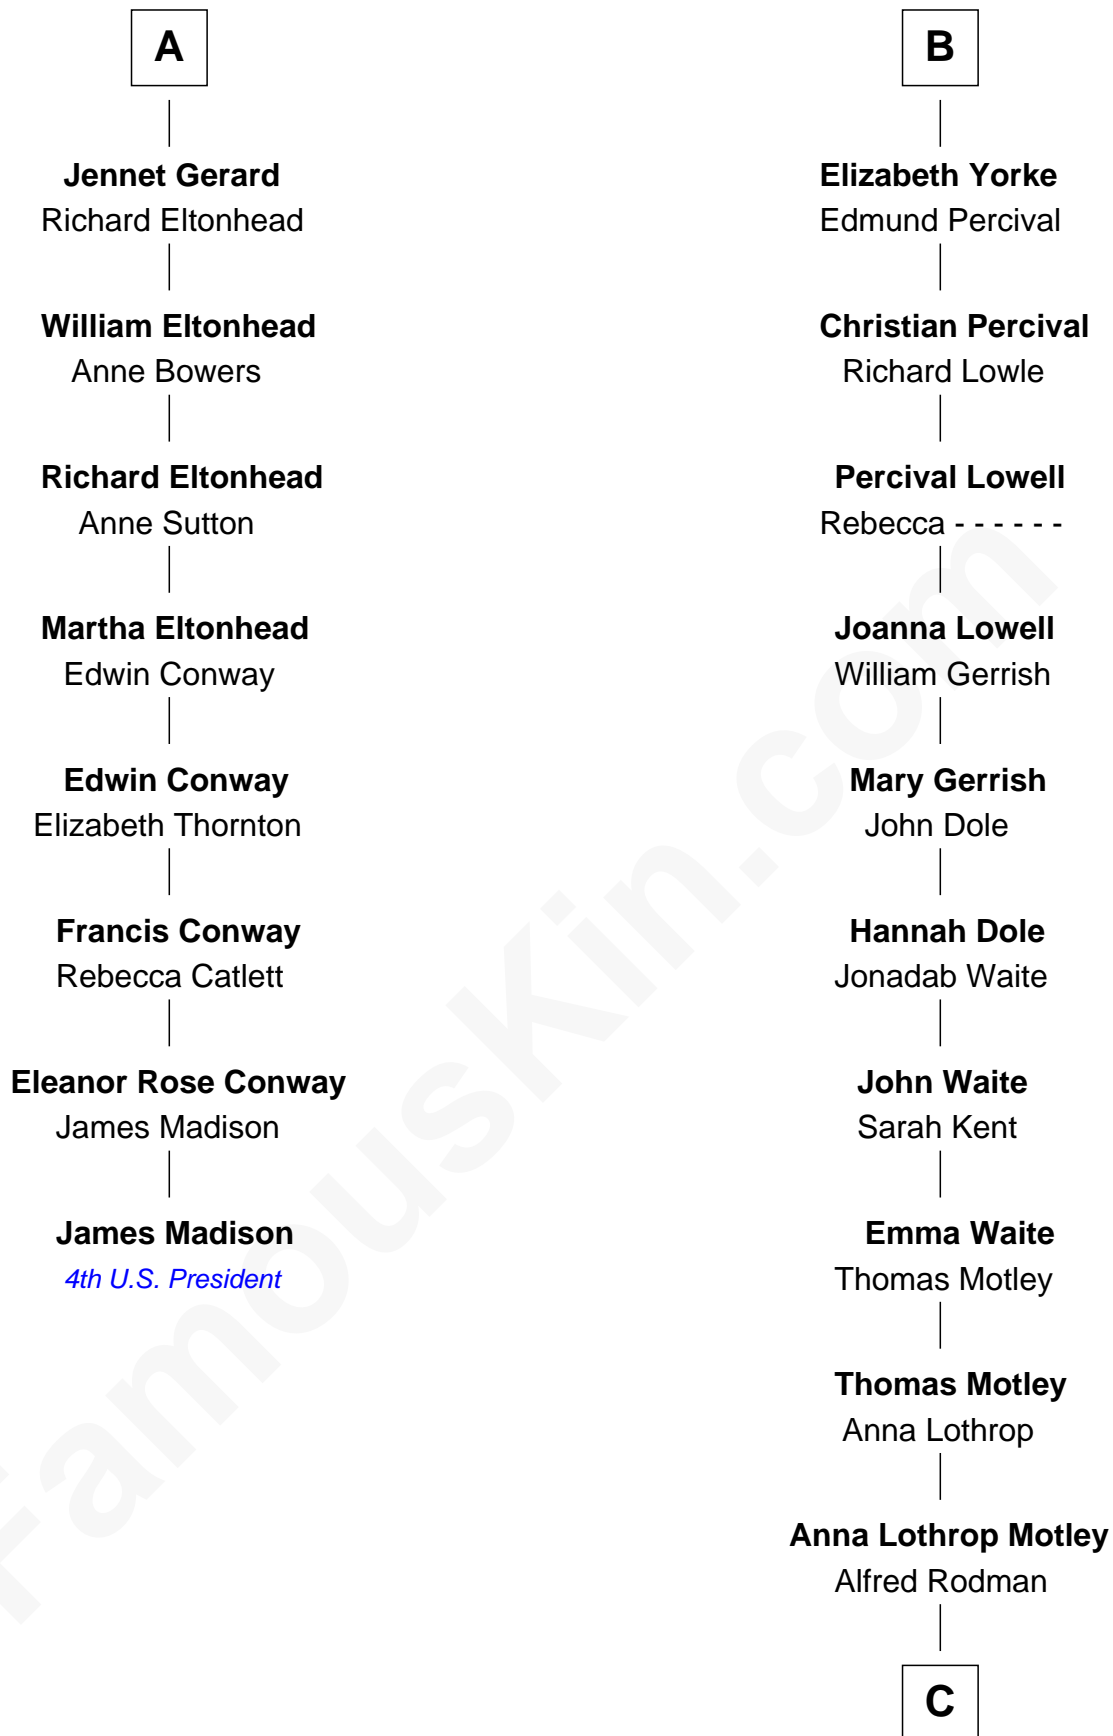 A
Jennet Gerard
Richard Eltonhead
William Eltonhead
Anne Bowers
Richard Eltonhead
Anne Sutton
Martha Eltonhead
Edwin Conway
Edwin Conway
Elizabeth Thornton
Francis Conway
Rebecca Catlett
Eleanor Rose Conway
James Madison
James Madison
4th U.S. President
B
Elizabeth Yorke
Edmund Percival
Christian Percival
Richard Lowle
Percival Lowell
Rebecca - - - - - -
Joanna Lowell
William Gerrish
Mary Gerrish
John Dole
Hannah Dole
Jonadab Waite
John Waite
Sarah Kent
Emma Waite
Thomas Motley
Thomas Motley
Anna Lothrop
Anna Lothrop Motley
Alfred Rodman
C
FamousKin.com